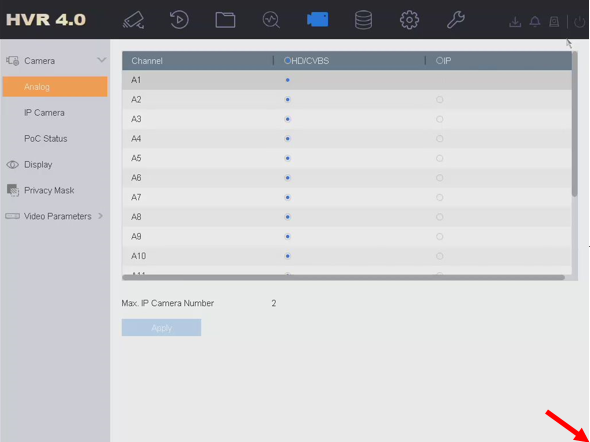 HVR 4.0
Camera
Analog
IP Camera
PoC Status
Display
Privacy Mask
Video Parameters
Channel HD/CVBS IP
A1
A2
A3
A4
A5
A6
A7
A8
A9
A10
A11
Max. IP Camera Number 2
Apply